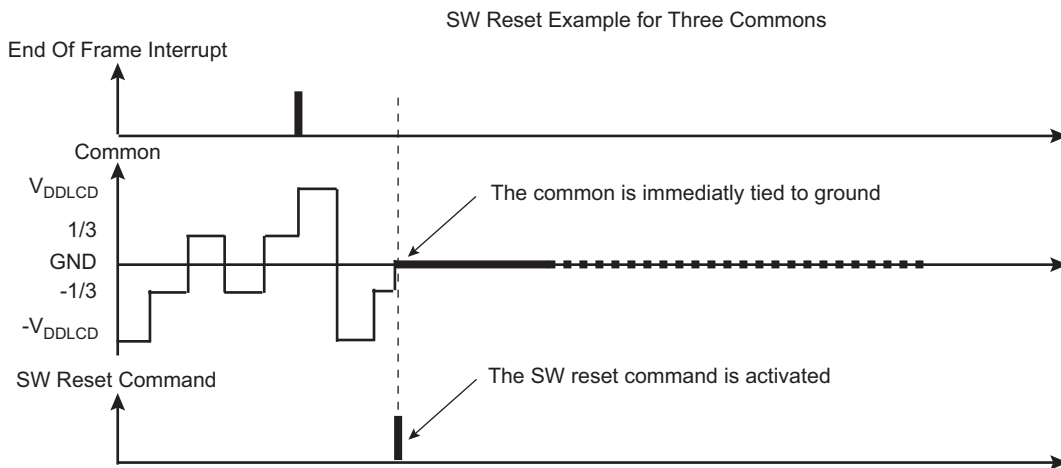 SW Reset Example for Three Commons
End Of Frame Interrupt
Common
VDDLCD
The common is immediatly tied to ground
1/3
GND
-1/3
-VDDLCD
SW Reset Command
The SW reset command is activated